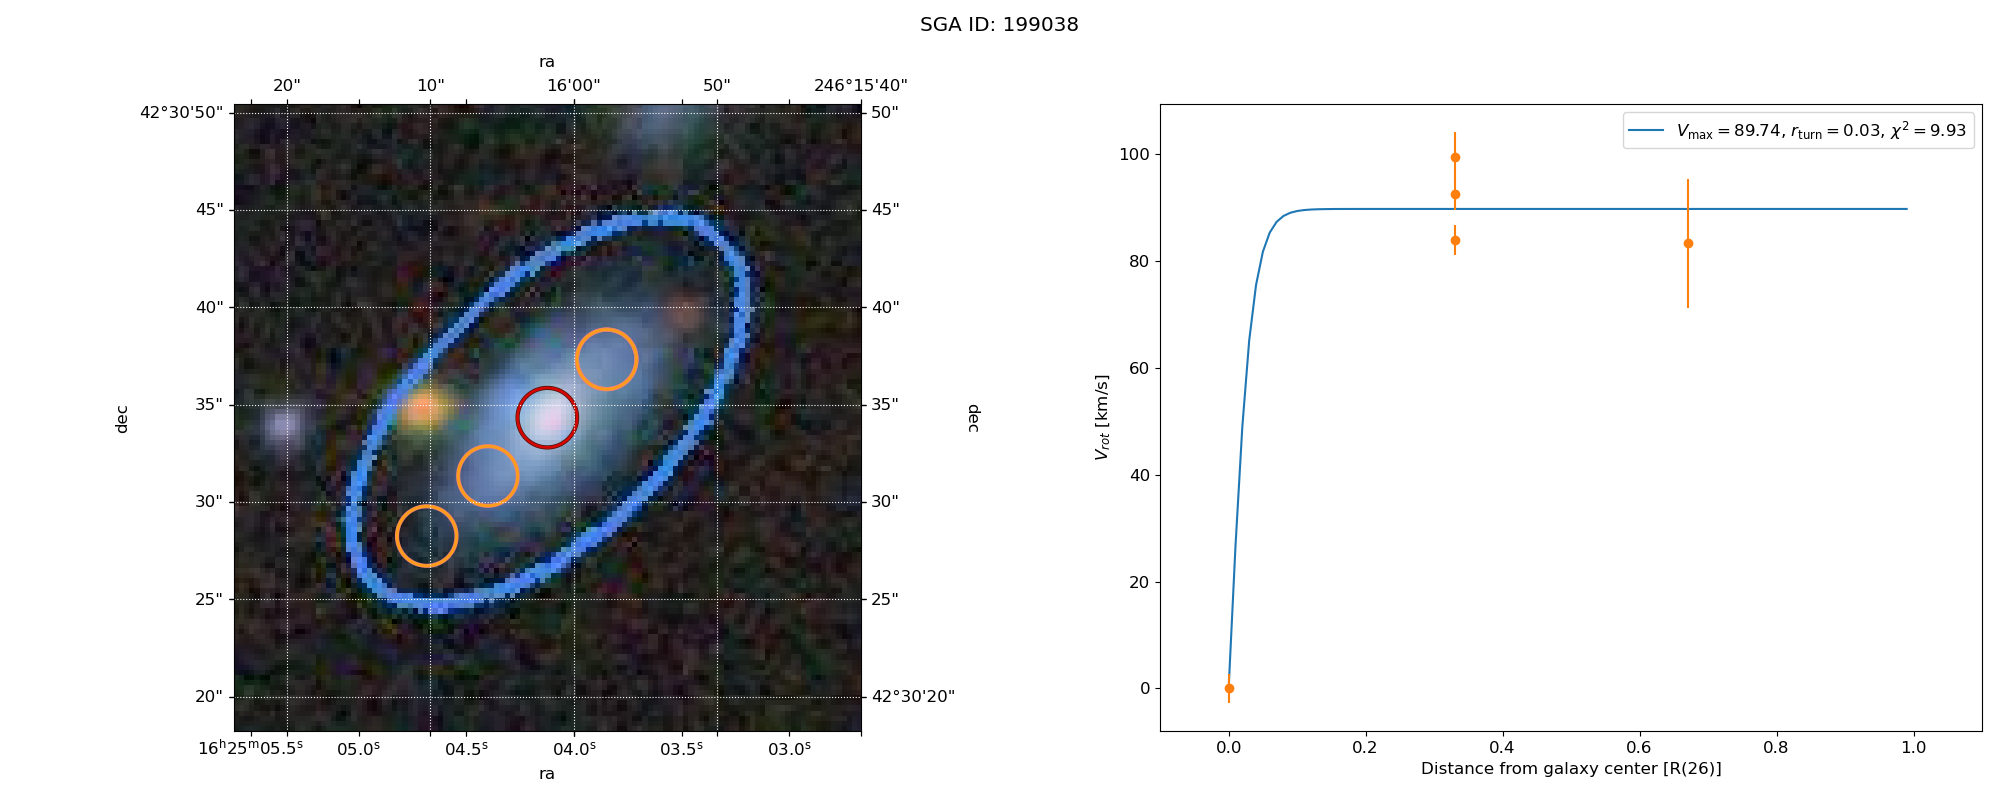 SGA ID: 199038
ra
20" 10" 16'00" 50" 246°15'40"
42°30'50" 50"
45" 45"
40" 40"
35" 35"
dec dec
30" 30"
25" 25"
20" 42°30'20"
16h25m05.5s 05.0s 04.5s 04.0s 03.5s 03.0s
ra
Vmax = 89.74, rturn = 0.03, χ² = 9.93
100
80
60
40
20
0
Vrot [km/s]
0.0 0.2 0.4 0.6 0.8 1.0
Distance from galaxy center [R(26)]